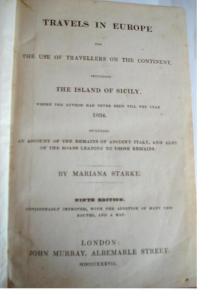 TRAVELS IN EUROPE
FOR
THE USE OF TRAVELLERS ON THE CONTINENT,
INCLUDING
THE ISLAND OF SICILY,
WHERE THE AUTHOR HAD NEVER BEEN TILL THE YEAR
1834.
INCLUDING
AN ACCOUNT OF THE REMAINS OF ANCIENT ITALY, AND ALSO
OF THE ROADS LEADING TO THOSE REMAINS.
BY MARIANA STARKE.
NINTH EDITION.
CONSIDERABLY IMPROVED, WITH THE ADDITION OF MANY NEW
ROUTES, AND A MAP.
LONDON:
JOHN MURRAY, ALBEMARLE STREET.